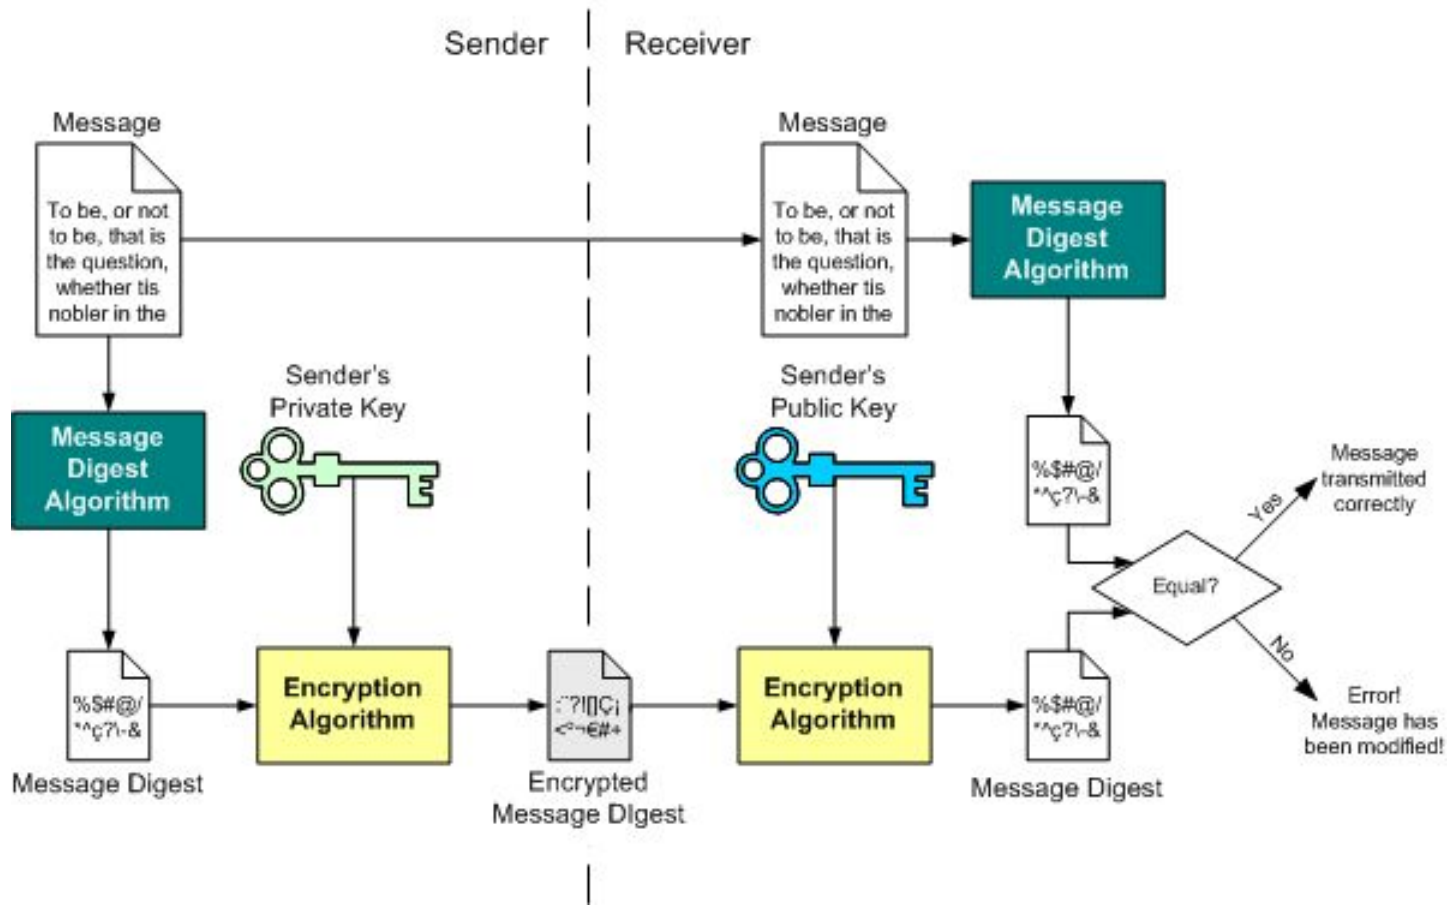 Sender
Receiver
Message
To be, or not
to be, that is
the question,
whether tis
nobler in the
Message
To be, or not
to be, that is
the question,
whether tis
nobler in the
Message
Digest
Algorithm
Sender's
Private Key
Sender's
Public Key
Message
Digest
Algorithm
%$#@/
*^ç?\-&
Message
transmitted
correctly
Yes
Equal?
No
Error!
Message has
been modified!
%$#@/
*^ç?\-&
Message Digest
Encryption
Algorithm
:¨?![]Ç¡
<²¬€#+
Encrypted
Message DIgest
Encryption
Algorithm
%$#@/
*^ç?\-&
Message Digest